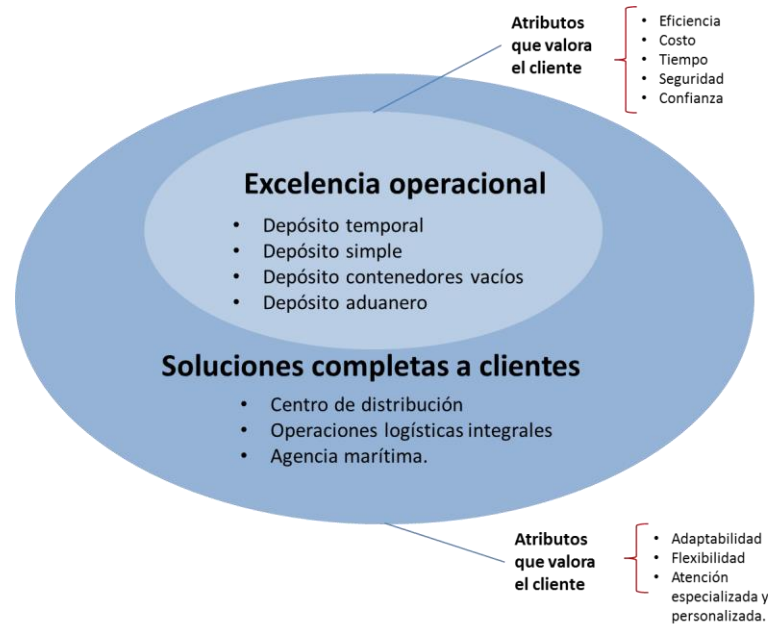 Atributos
que valora
el cliente
• Eficiencia
• Costo
• Tiempo
• Seguridad
• Confianza
Excelencia operacional
• Depósito temporal
• Depósito simple
• Depósito contenedores vacíos
• Depósito aduanero
Soluciones completas a clientes
• Centro de distribución
• Operaciones logísticas integrales
• Agencia marítima.
Atributos
que valora
el cliente
• Adaptabilidad
• Flexibilidad
• Atención
especializada y
personalizada.